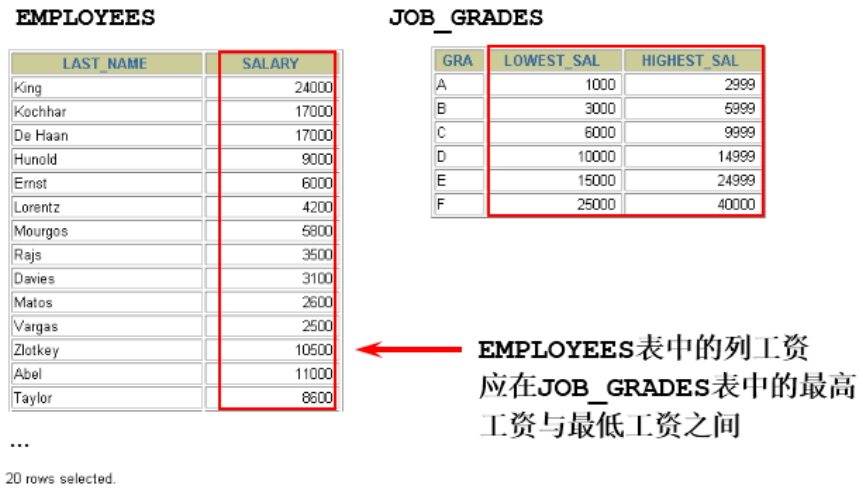 EMPLOYEES
LAST_NAME SALARY
King 24000
Kochhar 17000
De Haan 17000
Hunold 9000
Ernst 6000
Lorentz 4200
Mourgos 5800
Rajs 3500
Davies 3100
Matos 2600
Vargas 2500
Zlotkey 10500
Abel 11000
Taylor 8600
...
20 rows selected.
JOB_GRADES
GRA LOWEST_SAL HIGHEST_SAL
A 1000 2999
B 3000 5999
C 6000 9999
D 10000 14999
E 15000 24999
F 25000 40000
EMPLOYEES表中的列工资
应在JOB_GRADES表中的最高
工资与最低工资之间